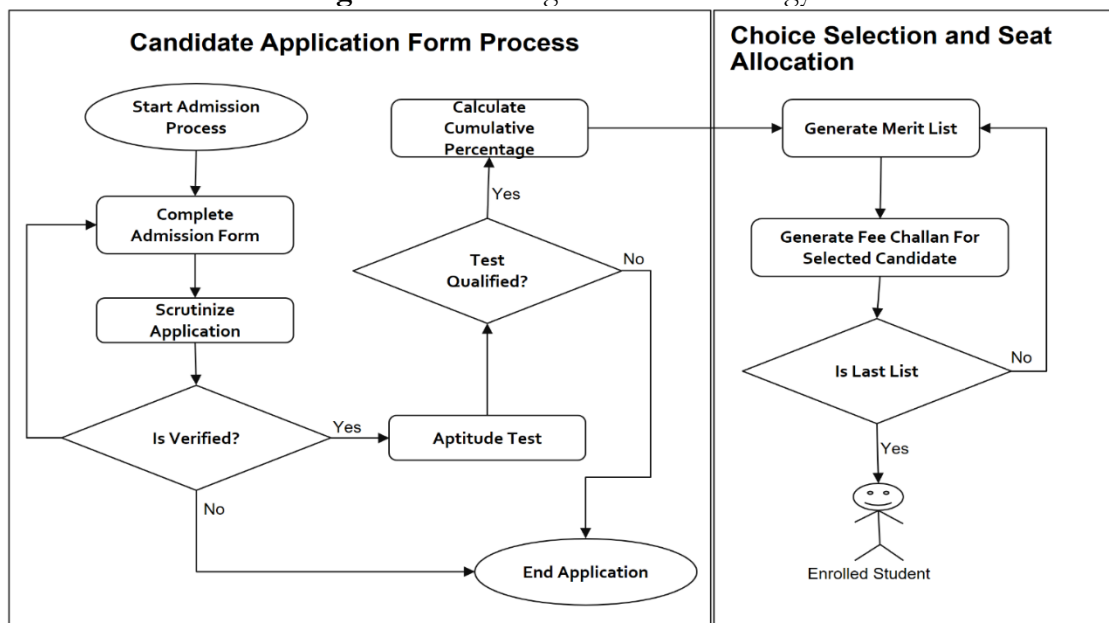 Candidate Application Form Process
Start Admission
Process
Complete
Admission Form
Scrutinize
Application
Is Verified?
Yes
No
Aptitude Test
Test
Qualified?
Yes
No
Calculate
Cumulative
Percentage
End Application
Choice Selection and Seat
Allocation
Generate Merit List
Generate Fee Challan For
Selected Candidate
Is Last List
No
Yes
Enrolled Student